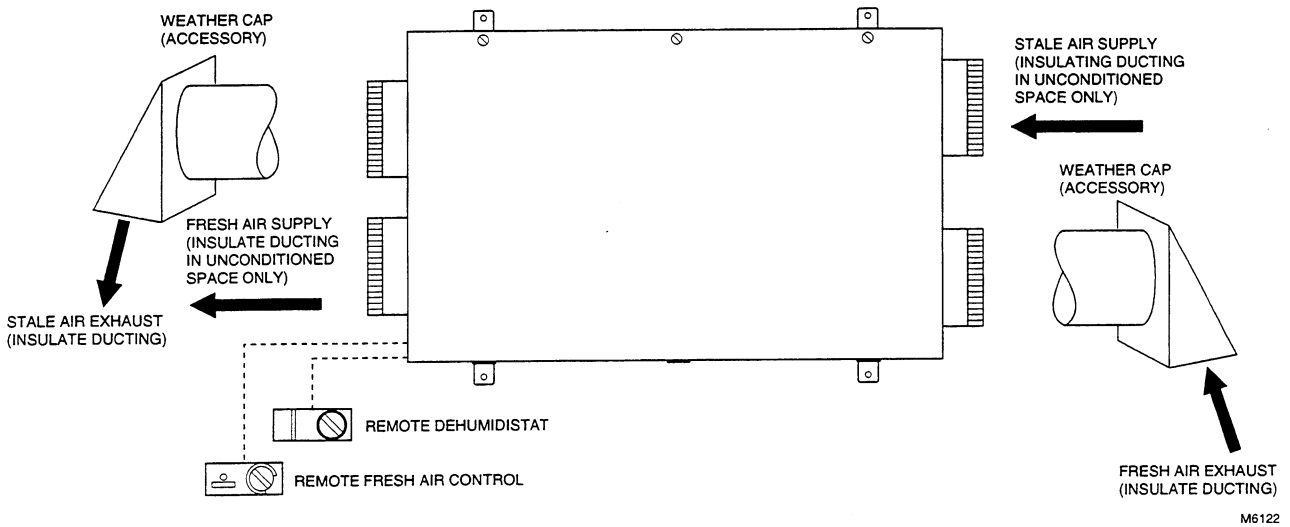 WEATHER CAP
(ACCESSORY)
STALE AIR SUPPLY
(INSULATING DUCTING
IN UNCONDITIONED
SPACE ONLY)
WEATHER CAP
(ACCESSORY)
FRESH AIR SUPPLY
(INSULATE DUCTING
IN UNCONDITIONED
SPACE ONLY)
STALE AIR EXHAUST
(INSULATE DUCTING)
REMOTE DEHUMIDISTAT
REMOTE FRESH AIR CONTROL
FRESH AIR EXHAUST
(INSULATE DUCTING)
M6122